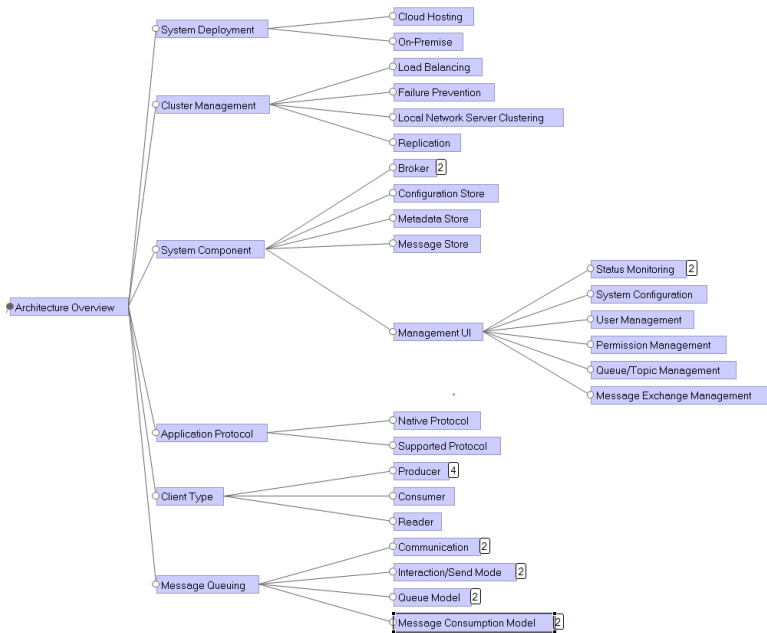 Architecture Overview
System Deployment
Cloud Hosting
On-Premise
Cluster Management
Load Balancing
Failure Prevention
Local Network Server Clustering
Replication
System Component
Broker 2
Configuration Store
Metadata Store
Message Store
Management UI
Status Monitoring 2
System Configuration
User Management
Permission Management
Queue/Topic Management
Message Exchange Management
Application Protocol
Native Protocol
Supported Protocol
Client Type
Producer 4
Consumer
Reader
Message Queuing
Communication 2
Interaction/Send Mode 2
Queue Model 2
Message Consumption Model 2